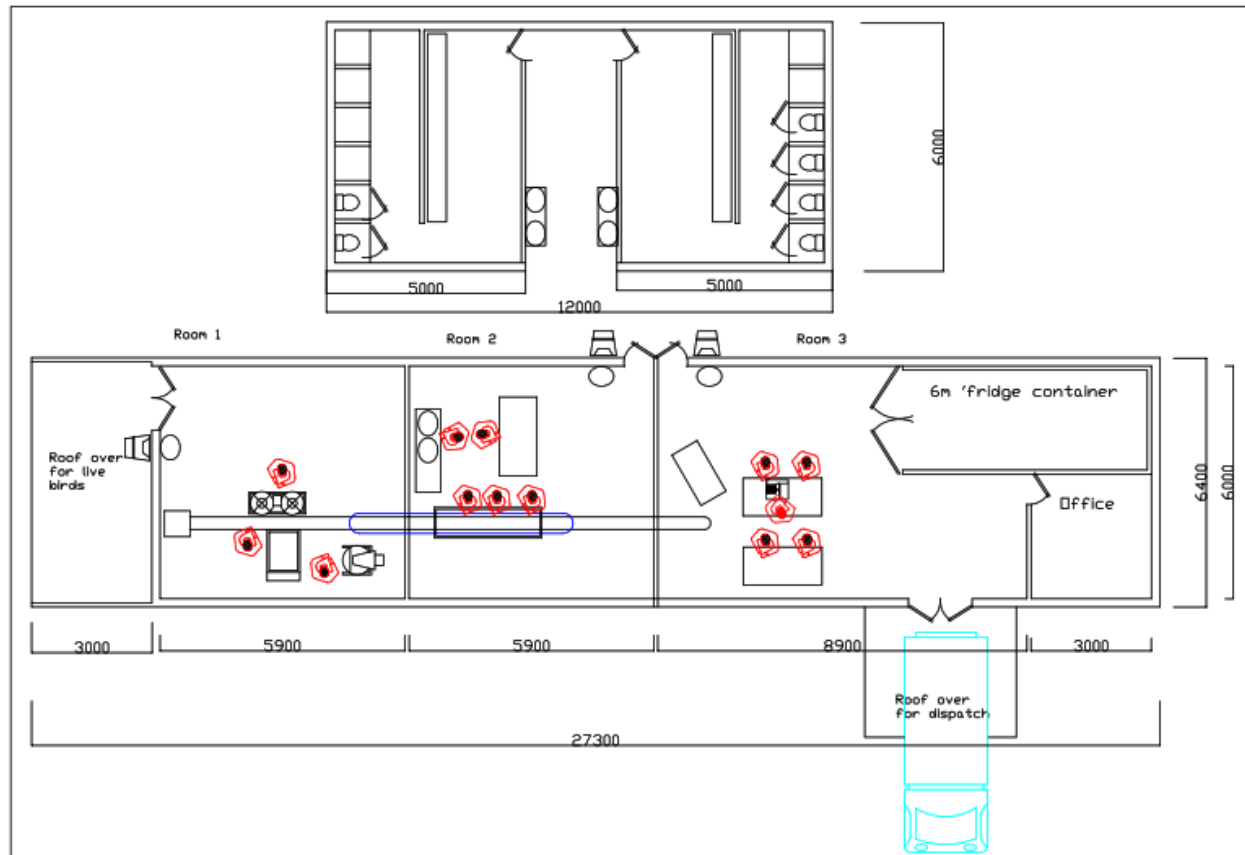 6000
5000
5000
12000
Room 1
Room 2
Room 3
6m 'fridge container
Roof over
for live
birds
Office
6400
6000
3000
5900
5900
8900
3000
Roof over
for dispatch
27300